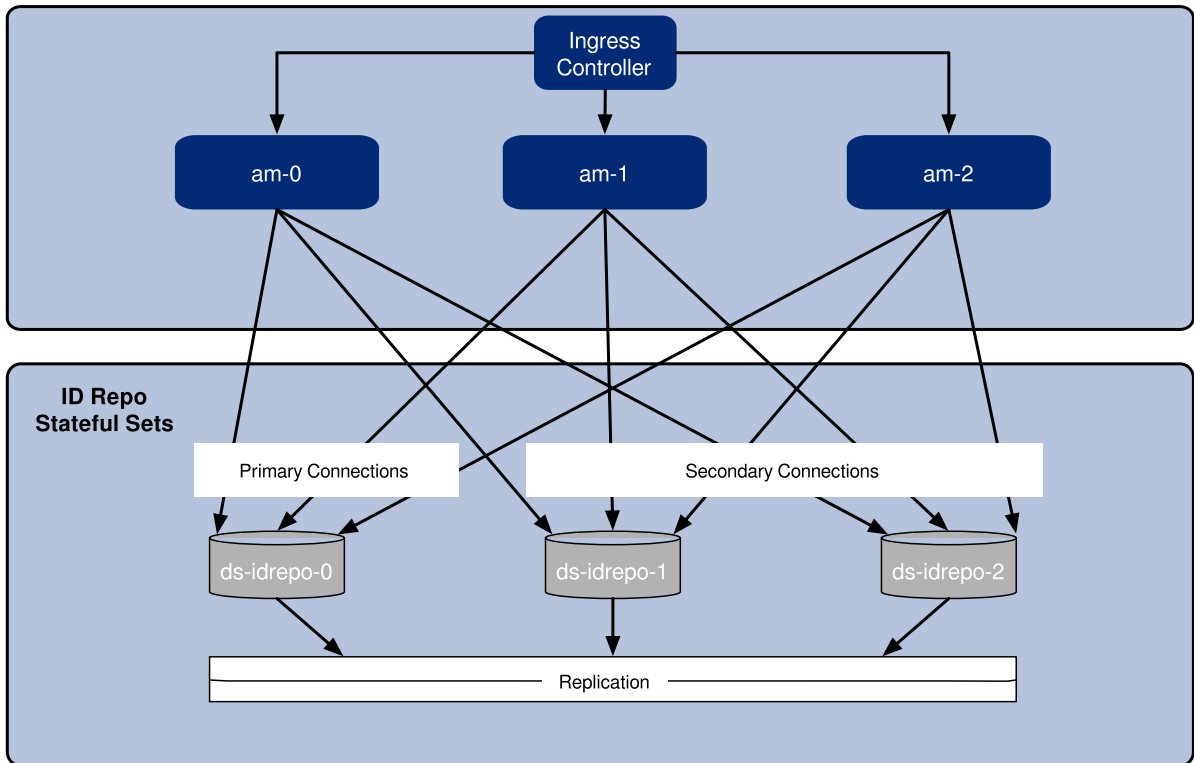 Ingress
Controller
am-0
am-1
am-2
ID Repo
Stateful Sets
Primary Connections
Secondary Connections
ds-idrepo-0
ds-idrepo-1
ds-idrepo-2
Replication